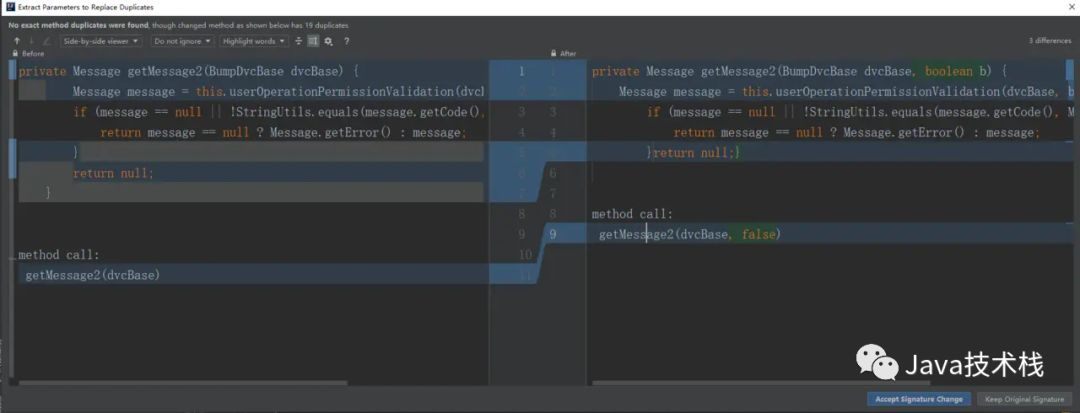 Extract Parameters to Replace Duplicates
No exact method duplicates were found, though changed method as shown below has 19 duplicates
Side-by-side viewer Do not ignore Highlight words ? 3 differences
Before
private Message getMessage2(BumpDvcBase dvcBase) {
Message message = this.userOperationPermissionValidation(dvcl
if (message == null || !StringUtils.equals(message.getCode(),
return message == null ? Message.getError() : message;
}
return null;
}
method call:
getMessage2(dvcBase)
1
2
3
4
5
6
7
8
9
10
11
1
2
3
4
5
6
7
8
9
After
private Message getMessage2(BumpDvcBase dvcBase, boolean b) {
Message message = this.userOperationPermissionValidation(dvcBase, b
if (message == null || !StringUtils.equals(message.getCode(), M
return message == null ? Message.getError() : message;
}return null;}
method call:
getMessage2(dvcBase, false)
Java技术栈
Accept Signature Change Keep Original Signature